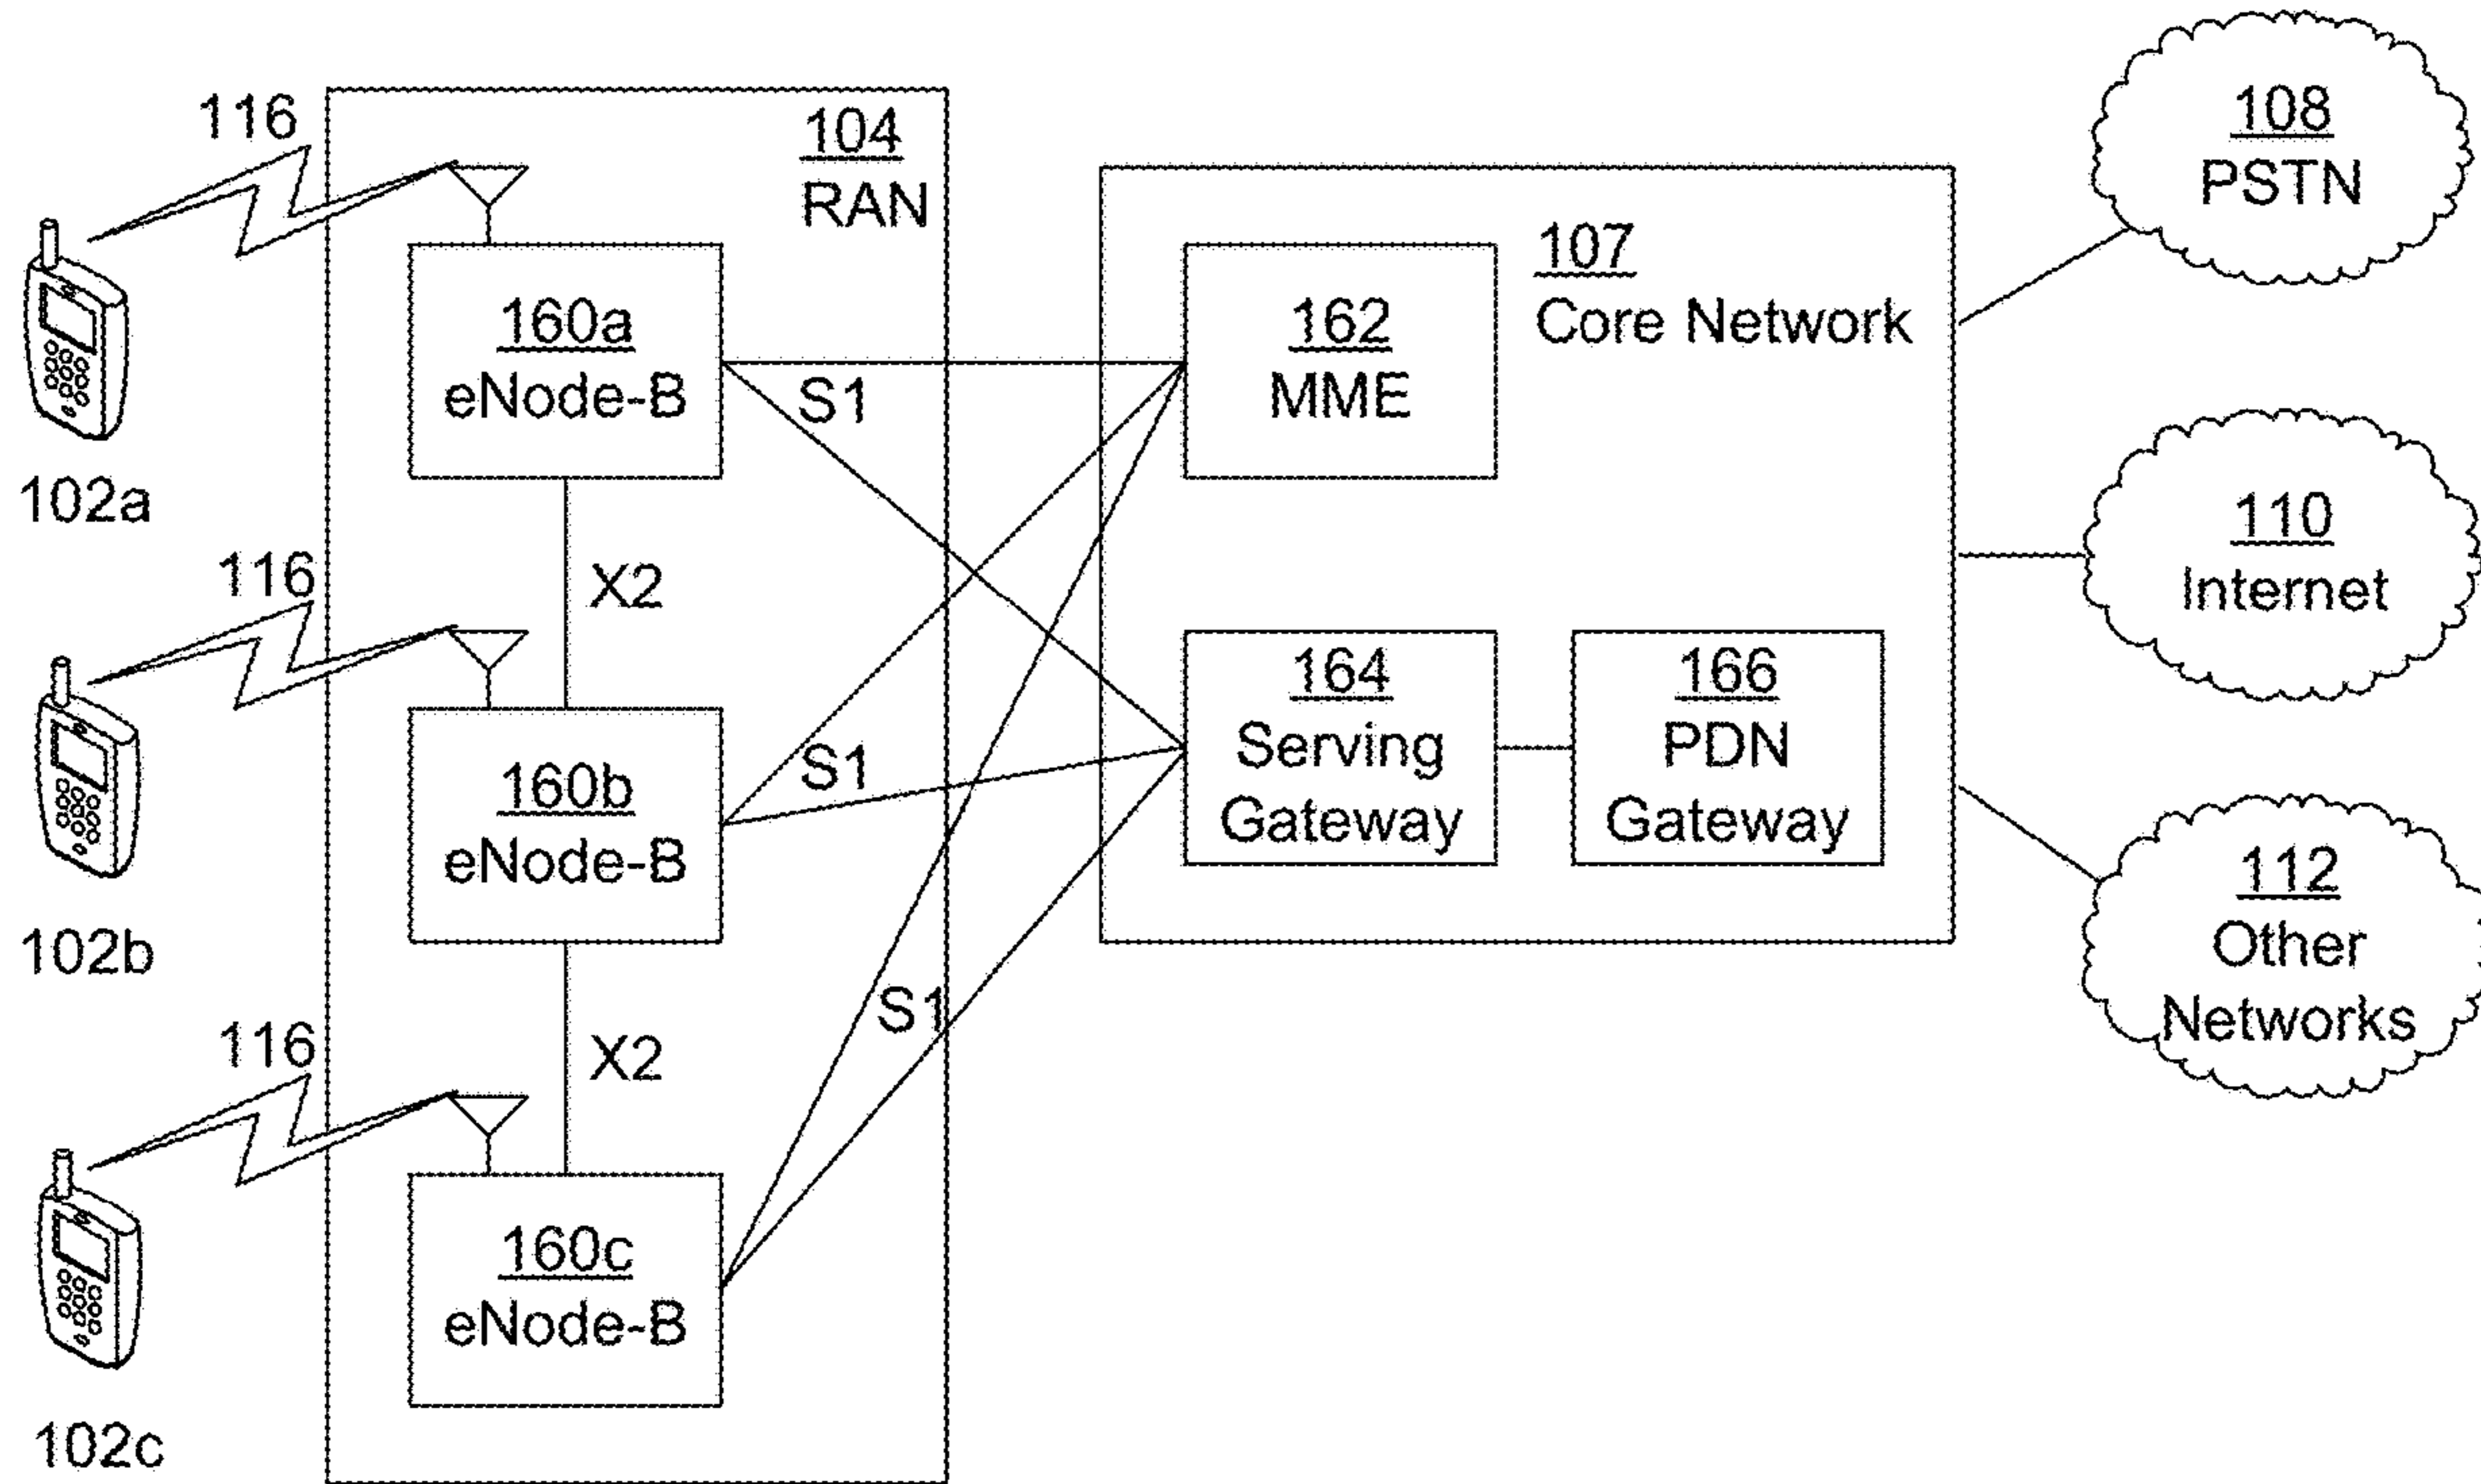 116
104
RAN
160a
eNode-B
102a
S1
X2
116
160b
eNode-B
102b
S1
X2
116
160c
eNode-B
102c
S1
107
Core Network
162
MME
164
Serving
Gateway
166
PDN
Gateway
108
PSTN
110
Internet
112
Other
Networks